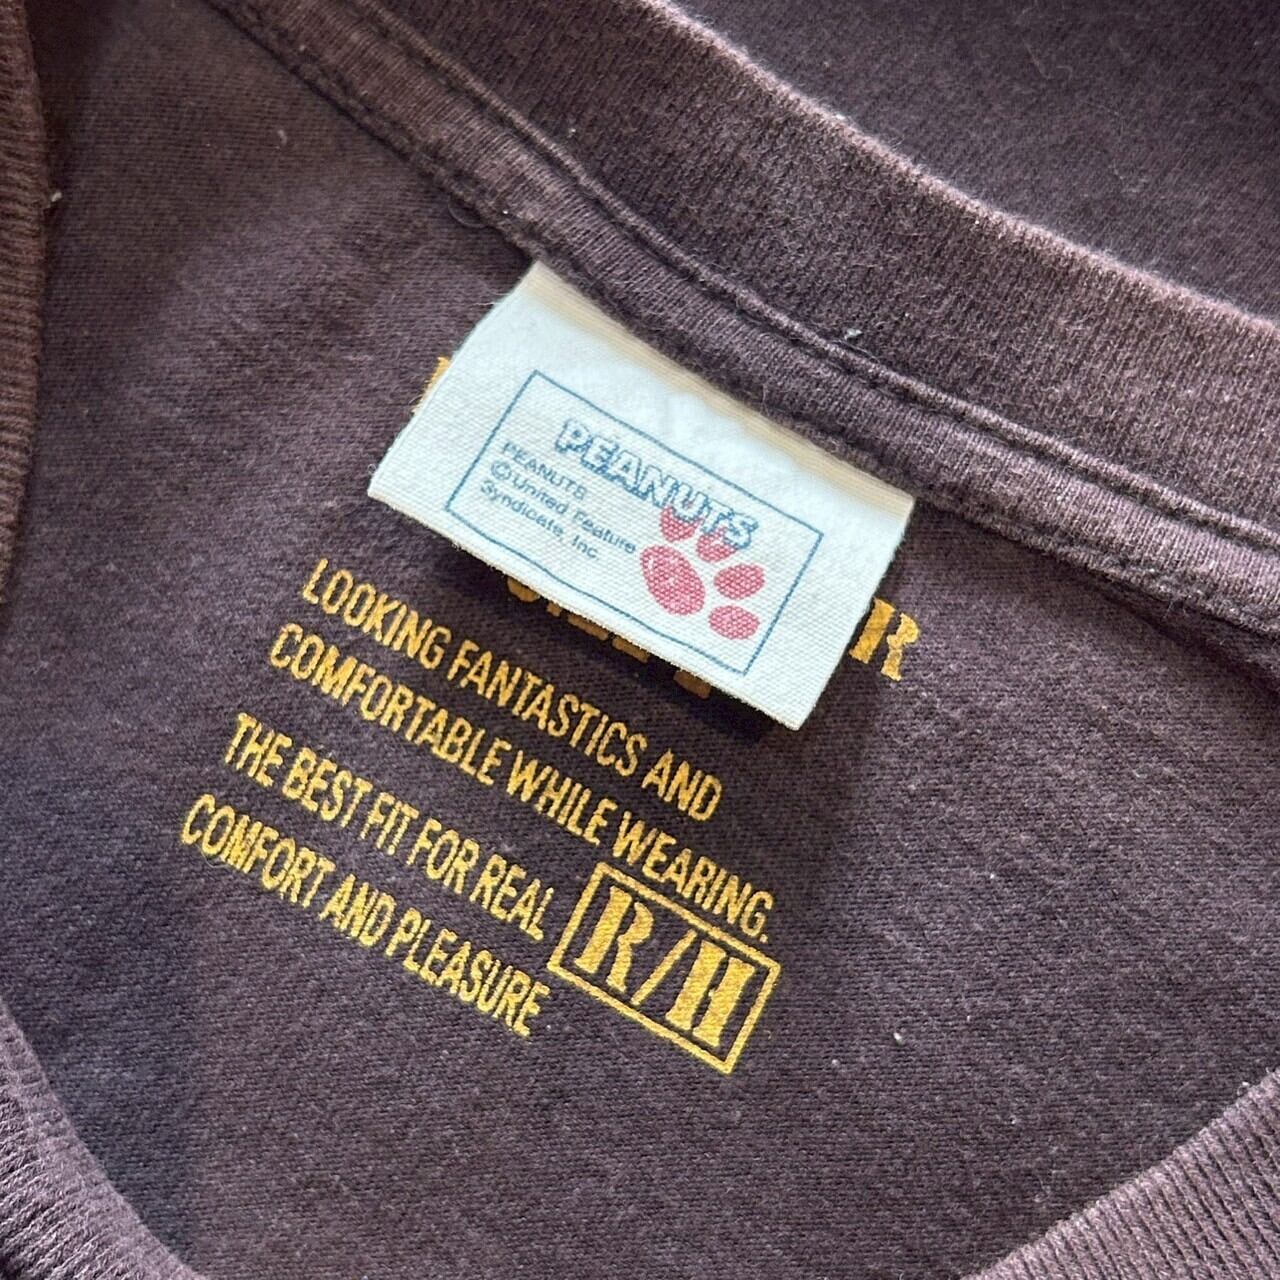 PEANUTS
PEANUTS
©United Feature
Syndicate, Inc
LOOKING FANTASTICS AND
COMFORTABLE WHILE WEARING.
THE BEST FIT FOR REAL
COMFORT AND PLEASURE
R/H